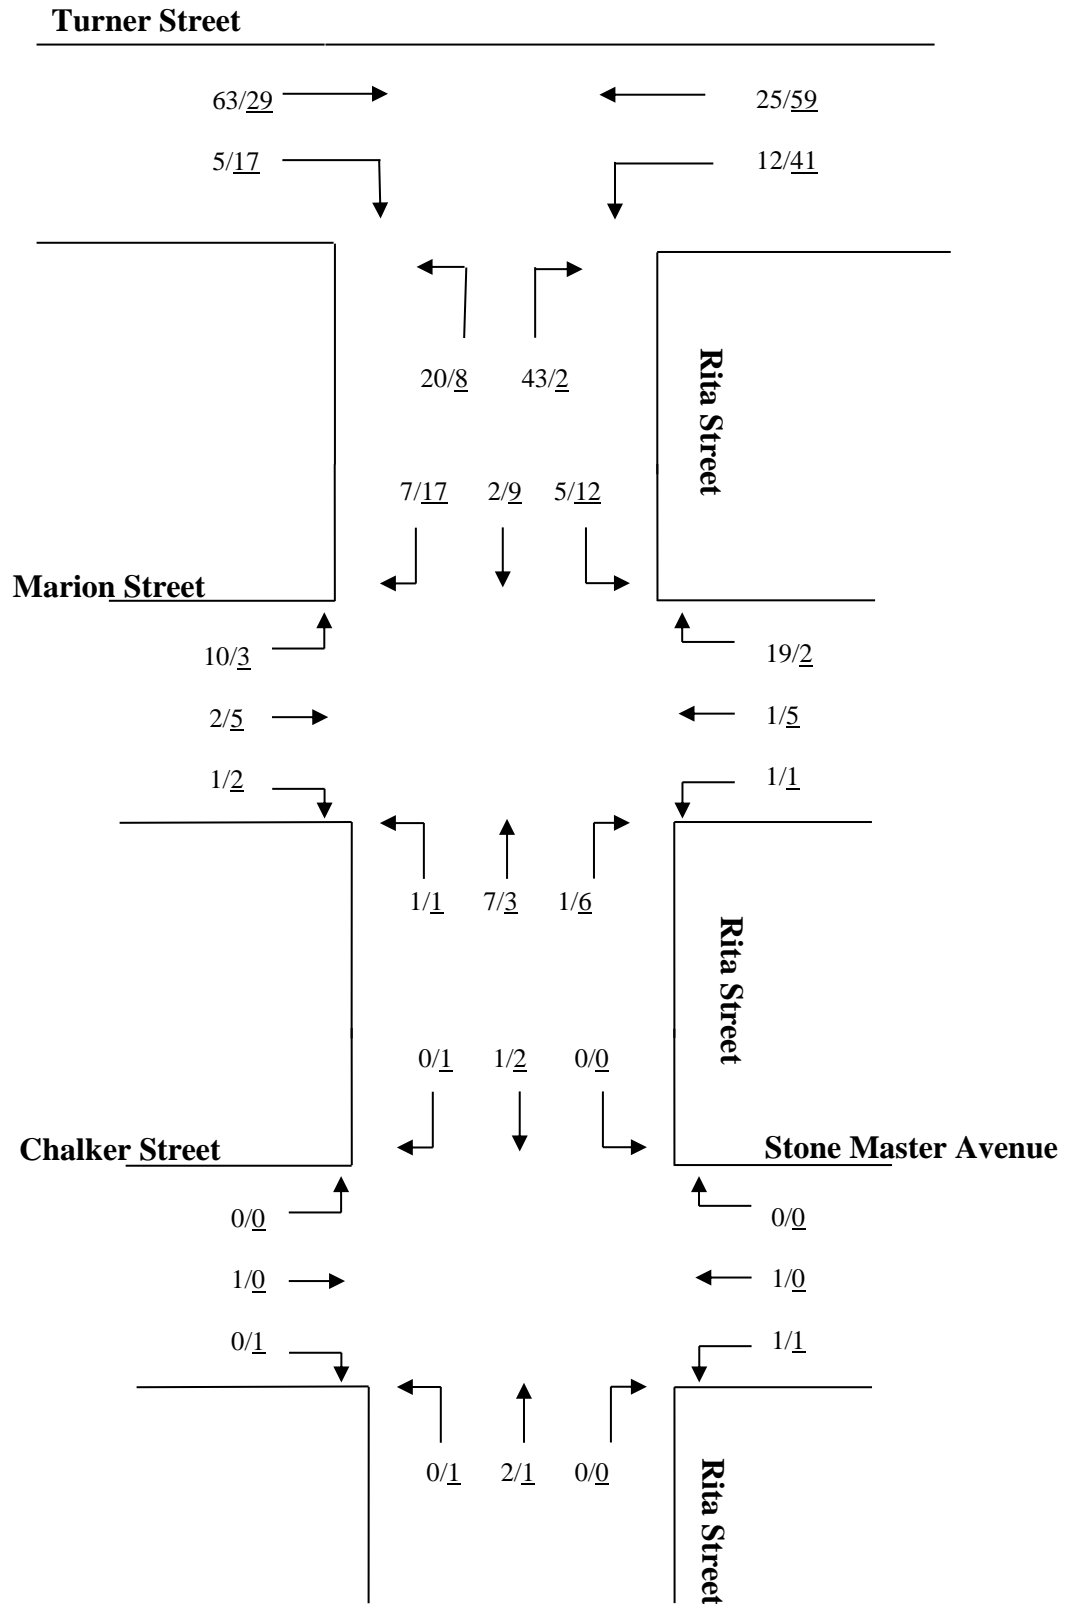 Turner Street
63/29 25/59
5/17 12/41
20/8 43/2
Rita Street
7/17 2/9 5/12
Marion Street
10/3 19/2
2/5 1/5
1/2 1/1
1/1 7/3 1/6
Rita Street
0/1 1/2 0/0
Chalker Street Stone Master Avenue
0/0 0/0
1/0 1/0
0/1 1/1
0/1 2/1 0/0
Rita Street